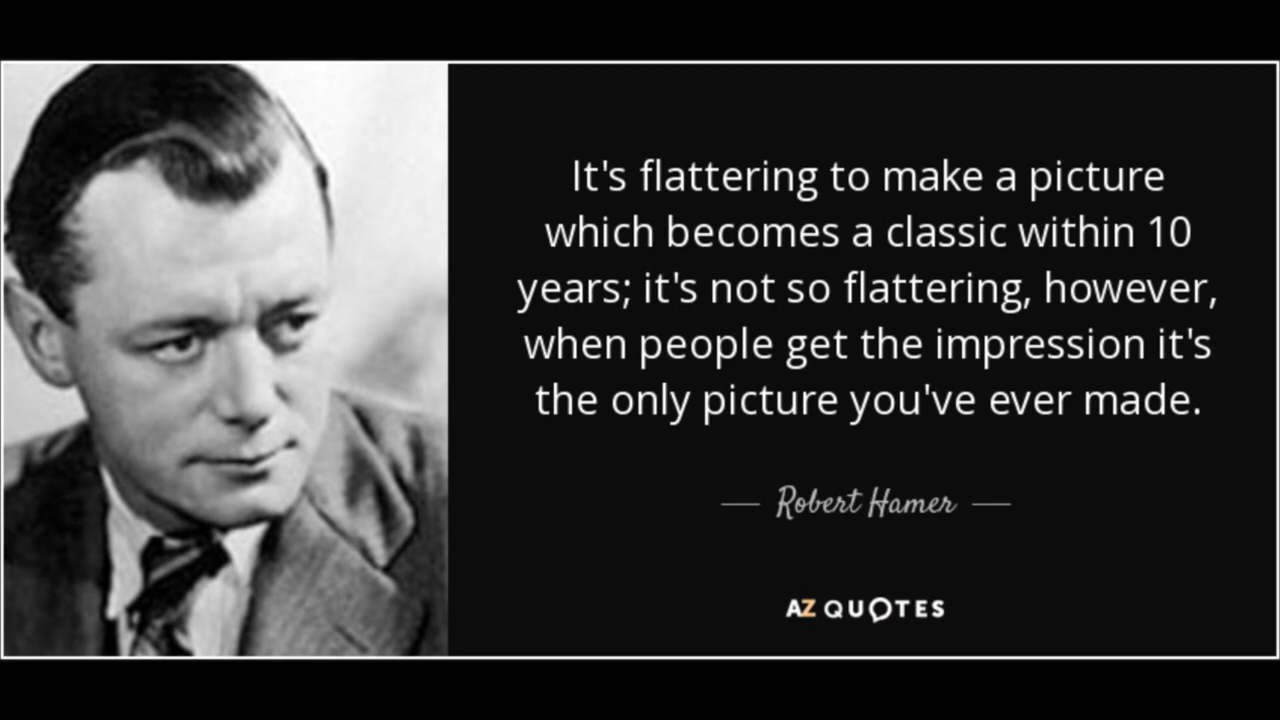 It's flattering to make a picture
which becomes a classic within 10
years; it's not so flattering, however,
when people get the impression it's
the only picture you've ever made.
Robert Hamer
AZ QUOTES